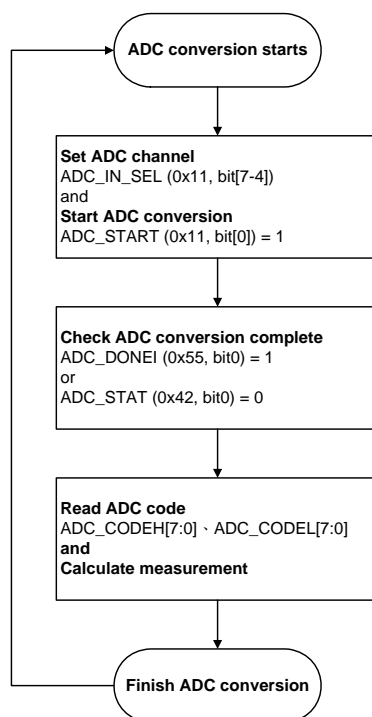 ADC conversion starts
Set ADC channel
ADC_IN_SEL (0x11, bit[7-4])
and
Start ADC conversion
ADC_START (0x11, bit[0]) = 1
Check ADC conversion complete
ADC_DONEI (0x55, bit0) = 1
or
ADC_STAT (0x42, bit0) = 0
Read ADC code
ADC_CODEH[7:0]、ADC_CODEL[7:0]
and
Calculate measurement
Finish ADC conversion